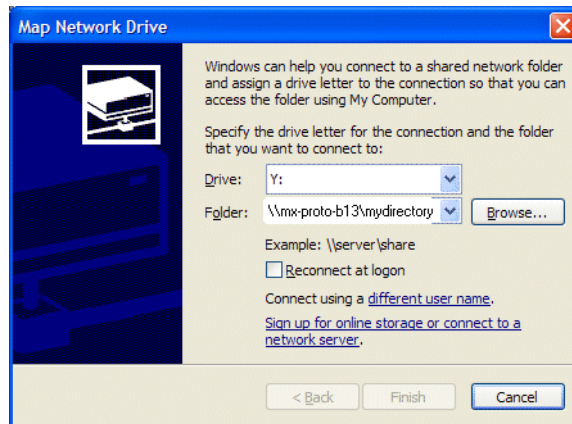 Map Network Drive
Windows can help you connect to a shared network folder
and assign a drive letter to the connection so that you can
access the folder using My Computer.
Specify the drive letter for the connection and the folder
that you want to connect to:
Drive: Y:
Folder: \\mx-proto-b13\mydirectory Browse...
Example: \\server\share
Reconnect at logon
Connect using a different user name.
Sign up for online storage or connect to a
network server.
< Back Finish Cancel